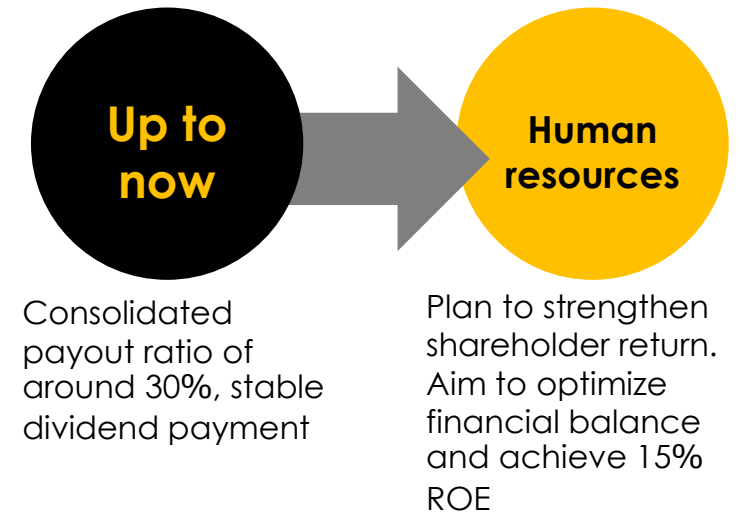 Up to
now
Human
resources
Consolidated
payout ratio of
around 30%, stable
dividend payment
Plan to strengthen
shareholder return.
Aim to optimize
financial balance
and achieve 15%
ROE